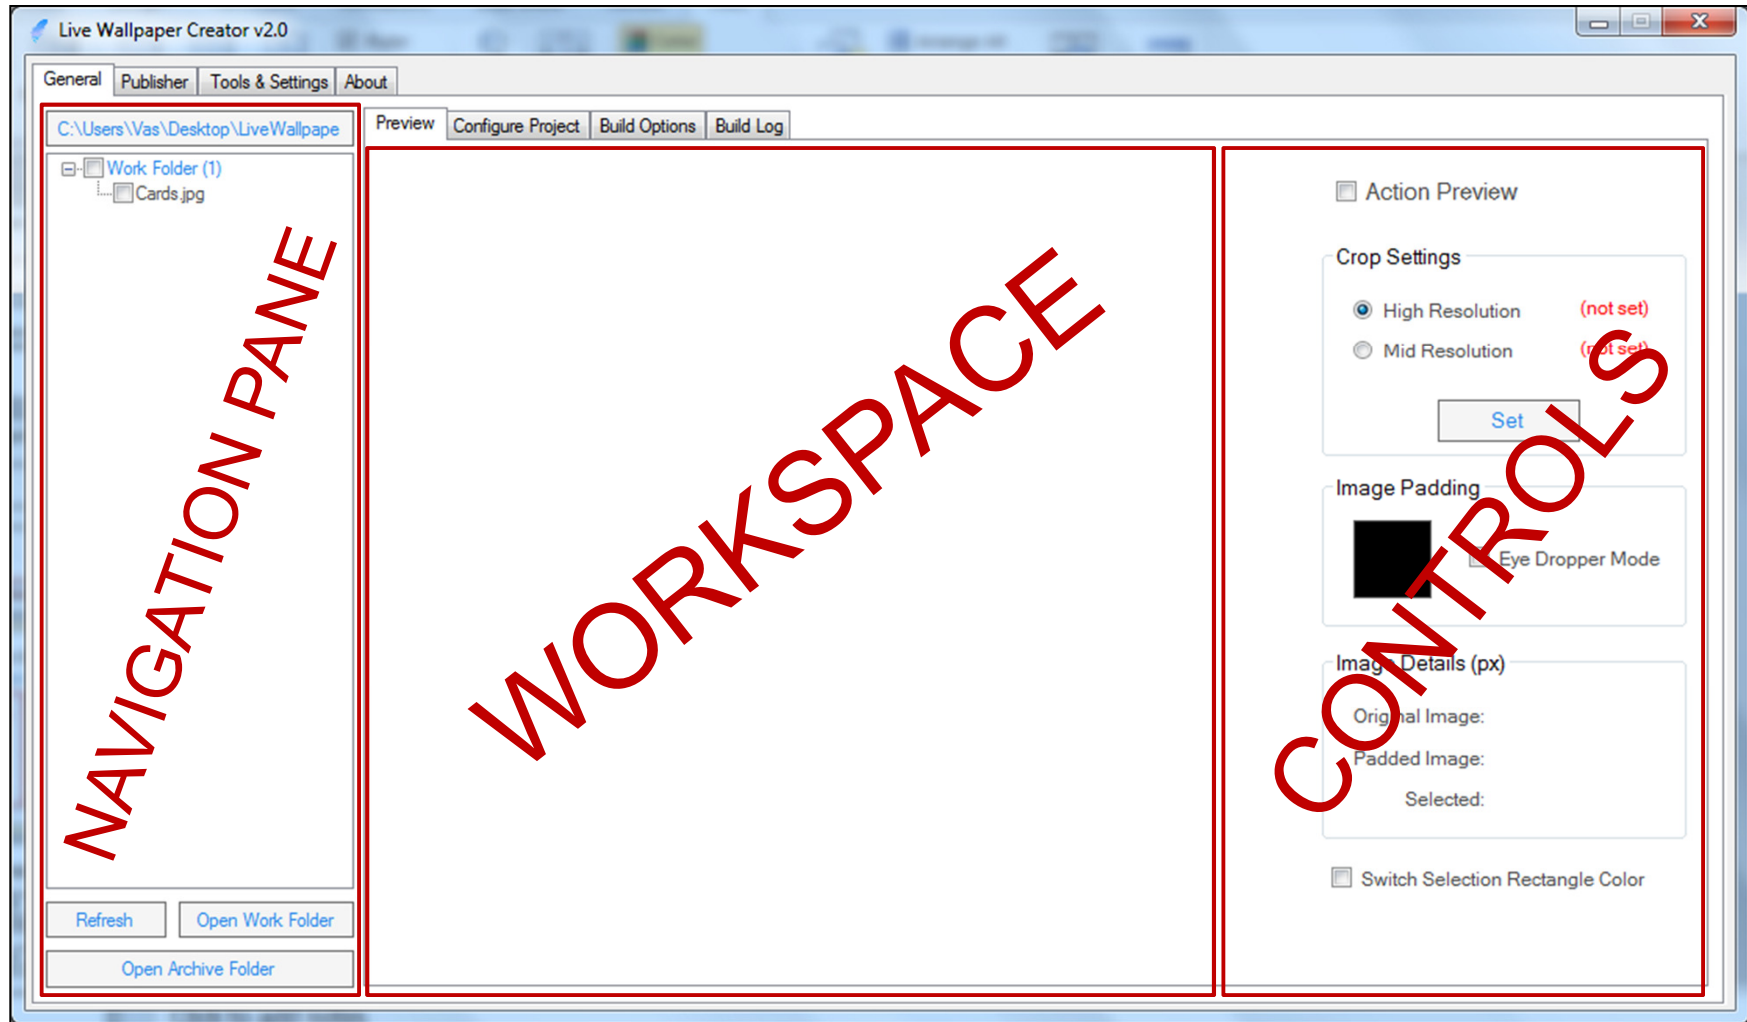 Live Wallpaper Creator v2.0
General Publisher Tools & Settings About
C:\Users\Vas\Desktop\LiveWallpape
Preview Configure Project Build Options Build Log
Work Folder (1)
Cards.jpg
NAVIGATION PANE
WORKSPACE
CONTROLS
Action Preview
Crop Settings
High Resolution (not set)
Mid Resolution (not set)
Set
Image Padding
Eye Dropper Mode
Image Details (px)
Original Image:
Padded Image:
Selected:
Switch Selection Rectangle Color
Refresh Open Work Folder
Open Archive Folder